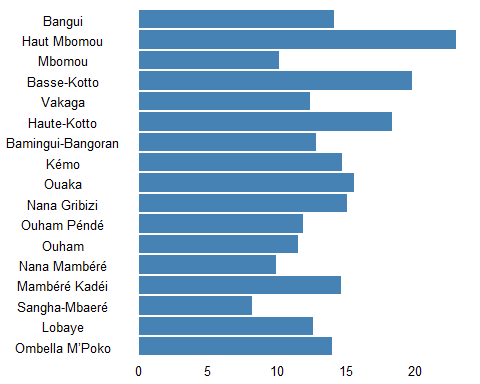 Bangui
Haut Mbomou
Mbomou
Basse-Kotto
Vakaga
Haute-Kotto
Bamingui-Bangoran
Kémo
Ouaka
Nana Gribizi
Ouham Péndé
Ouham
Nana Mambéré
Mambéré Kadéi
Sangha-Mbaeré
Lobaye
Ombella M'Poko
0 5 10 15 20